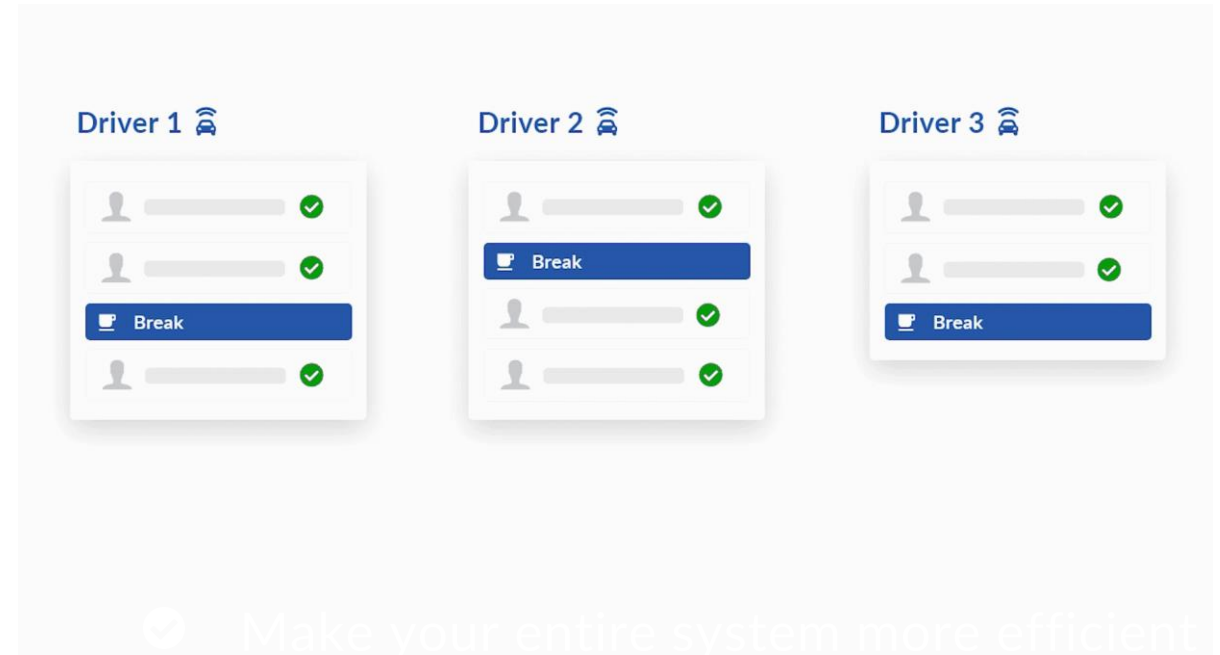 Driver 1
Driver 2
Driver 3
Break
Break
Break
Make your entire system more efficient